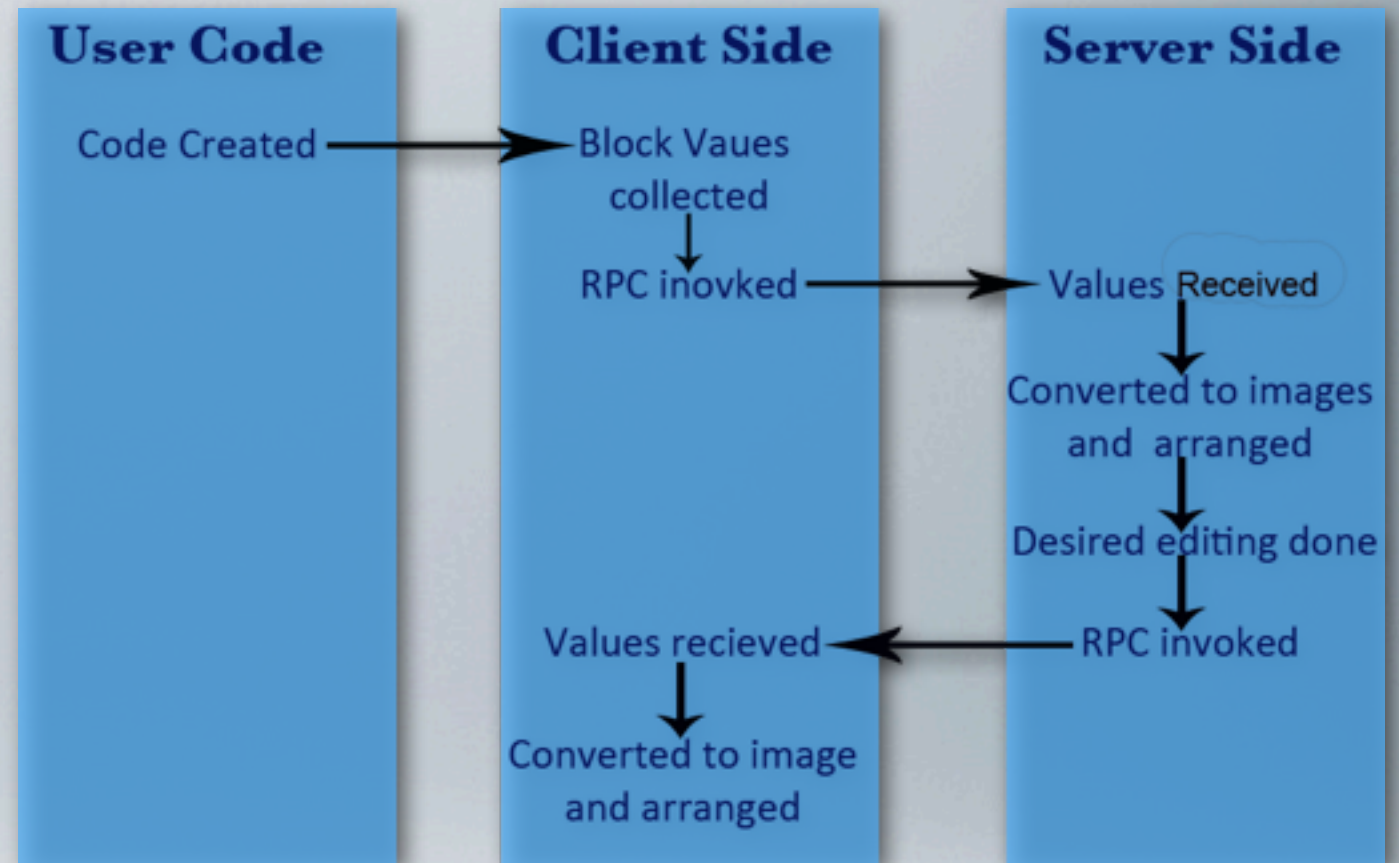 User Code
Client Side
Server Side
Code Created
Block Vaues
collected
RPC inovked
Values Received
Converted to images
and arranged
Desired editing done
RPC invoked
Values recieved
Converted to image
and arranged